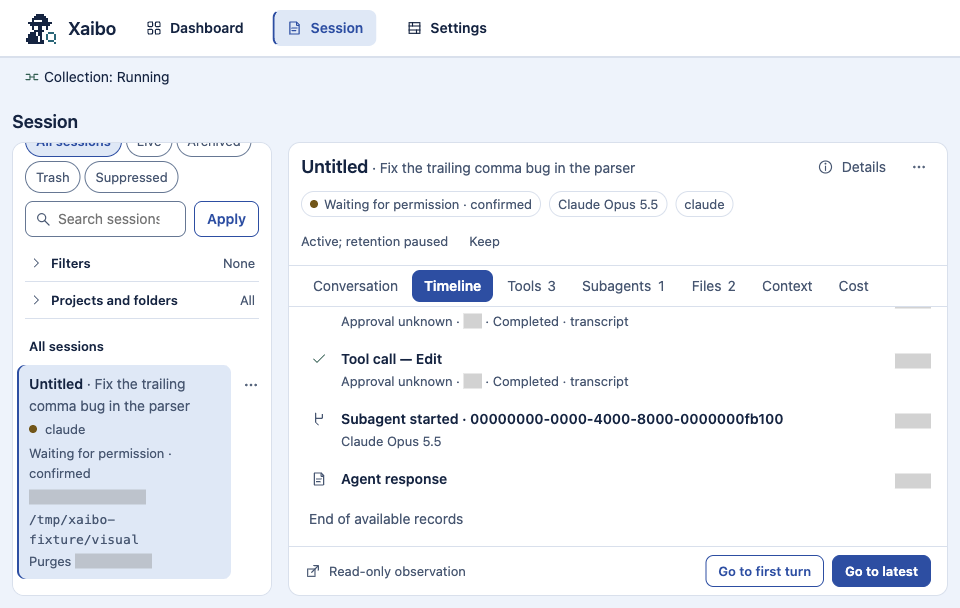 Xaibo
Dashboard
Session
Settings
Collection: Running
Session
All sessions
Live
Archived
Trash
Suppressed
Search sessions
Apply
Filters
None
Projects and folders
All
All sessions
Untitled · Fix the trailing
comma bug in the parser
claude
Waiting for permission ·
confirmed
/tmp/xaibo-
fixture/visual
Purges
Untitled · Fix the trailing comma bug in the parser
Details
Waiting for permission · confirmed
Claude Opus 5.5
claude
Active; retention paused
Keep
Conversation
Timeline
Tools 3
Subagents 1
Files 2
Context
Cost
Approval unknown · · Completed · transcript
Tool call — Edit
Approval unknown · · Completed · transcript
Subagent started · 00000000-0000-4000-8000-0000000fb100
Claude Opus 5.5
Agent response
End of available records
Read-only observation
Go to first turn
Go to latest